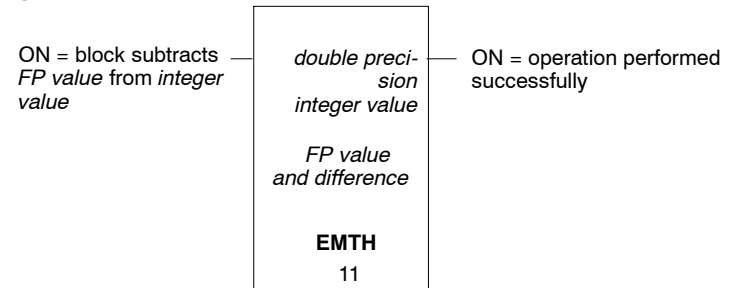 ON = block subtracts
FP value from integer
value
double preci-
sion
integer value
FP value
and difference
EMTH
11
ON = operation performed
successfully